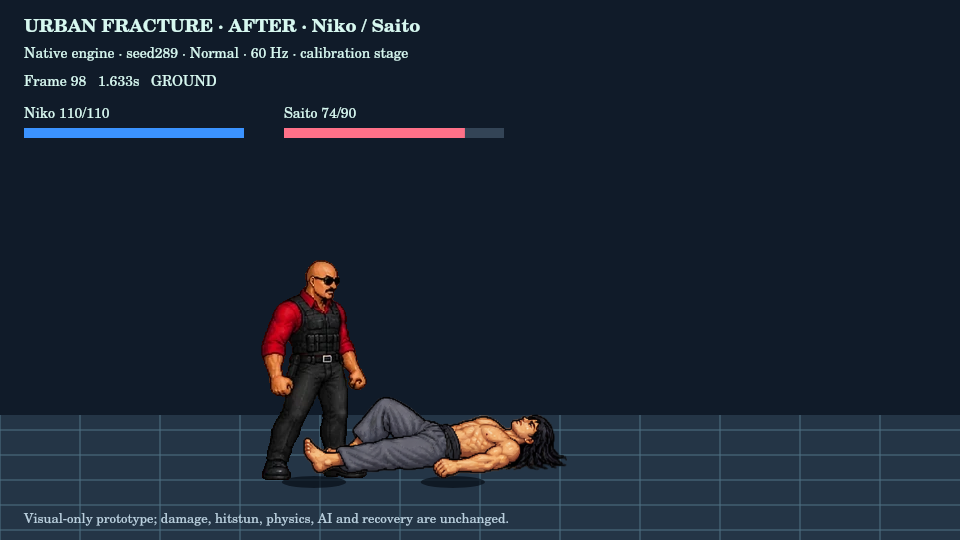 URBAN FRACTURE · AFTER · Niko / Saito
Native engine · seed289 · Normal · 60 Hz · calibration stage
Frame 98 1.633s GROUND
Niko 110/110 Saito 74/90
Visual-only prototype; damage, hitstun, physics, AI and recovery are unchanged.